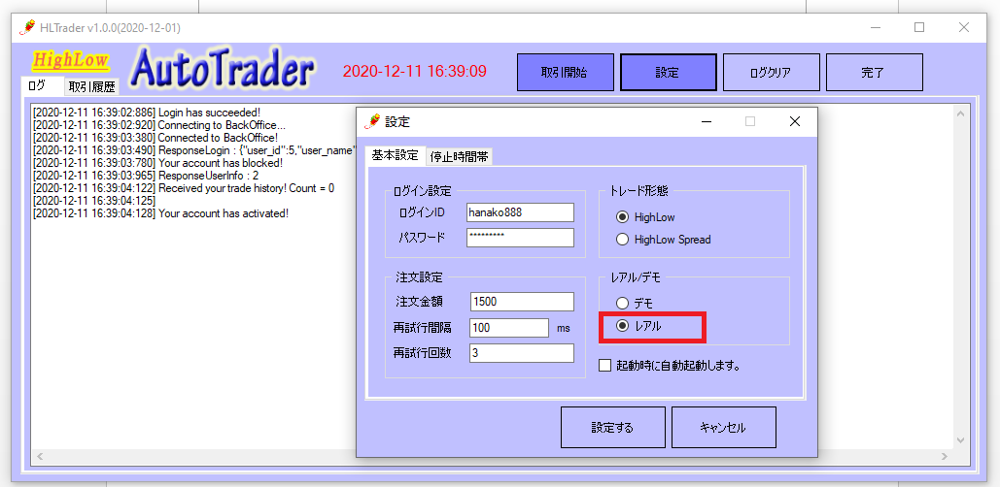 HLTrader v1.0.0(2020-12-01)
HighLow
AutoTrader
2020-12-11 16:39:09
取引開始
設定
ログクリア
完了
ログ
取引履歴
[2020-12-11 16:39:02:886] Login has succeeded!
[2020-12-11 16:39:02:920] Connecting to BackOffice...
[2020-12-11 16:39:03:380] Connected to BackOffice!
[2020-12-11 16:39:03:490] ResponseLogin : {"user_id":5,"user_name"
[2020-12-11 16:39:03:780] Your account has blocked!
[2020-12-11 16:39:03:965] ResponseUserInfo : 2
[2020-12-11 16:39:04:122] Received your trade history! Count = 0
[2020-12-11 16:39:04:125]
[2020-12-11 16:39:04:128] Your account has activated!
設定
基本設定
停止時間帯
ログイン設定
ログインID
hanako888
パスワード
*********
トレード形態
HighLow
HighLow Spread
注文設定
注文金額
1500
再試行間隔
100
ms
再試行回数
3
レアル/デモ
デモ
レアル
起動時に自動起動します。
設定する
キャンセル